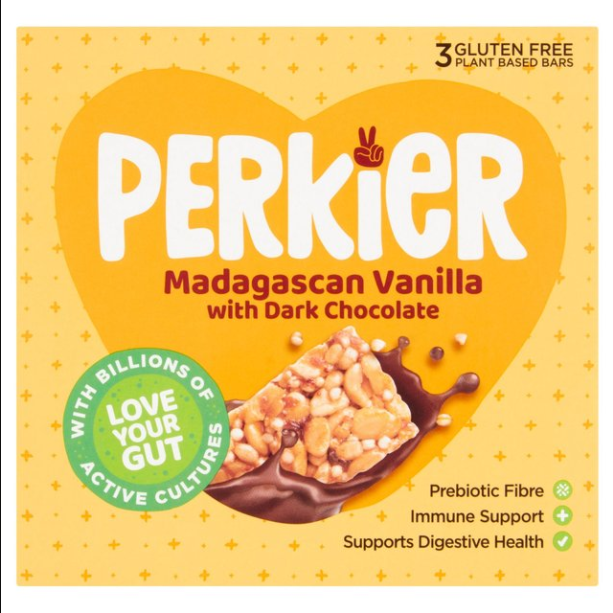 3 GLUTEN FREE
PLANT BASED BARS
PERKiER
Madagascan Vanilla
with Dark Chocolate
WITH BILLIONS OF
LOVE
YOUR
GUT
ACTIVE CULTURES
Prebiotic Fibre
Immune Support
Supports Digestive Health